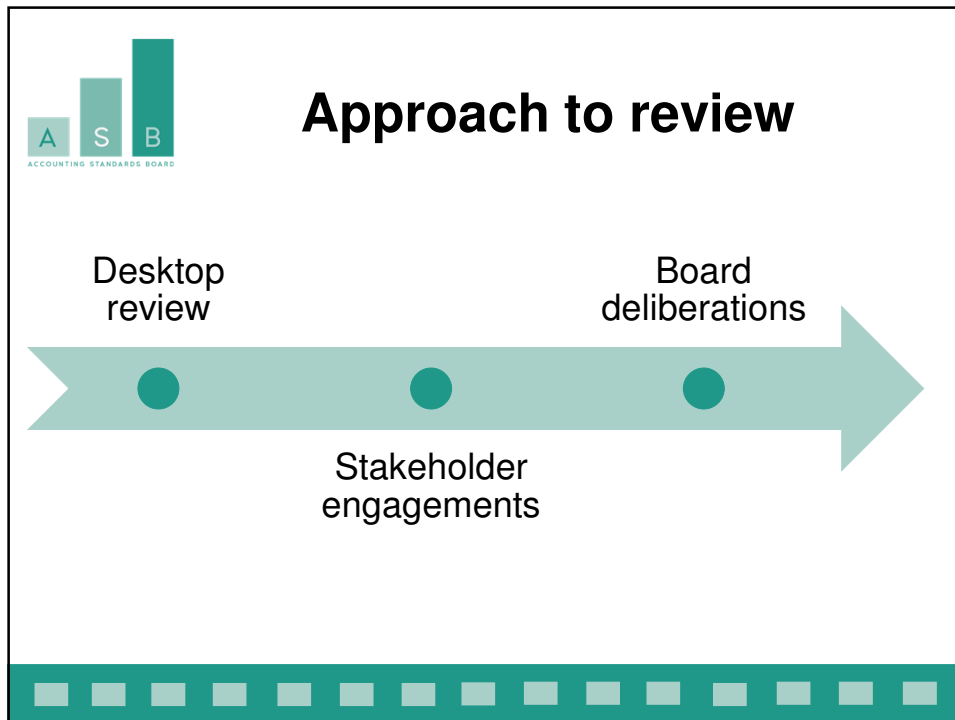 A S B
ACCOUNTING STANDARDS BOARD
Approach to review
Desktop
review
Board
deliberations
Stakeholder
engagements